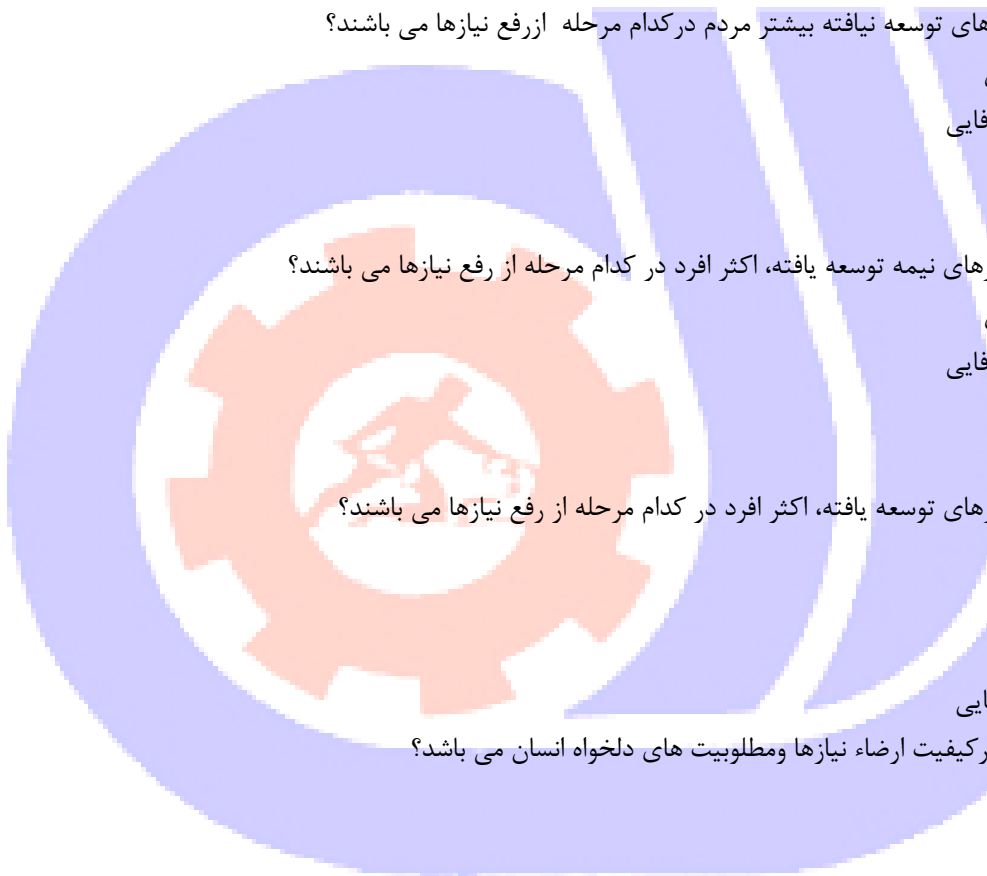 های توسعه نیافته بیشتر مردم درکدام مرحله ازرفع نیازها می باشند؟
فایی
رهای نیمه توسعه یافته، اکثر افرد در کدام مرحله از رفع نیازها می باشند؟
فایی
رهای توسعه یافته، اکثر افرد در کدام مرحله از رفع نیازها می باشند؟
ایی
رکیفیت ارضاء نیازها ومطلوبیت های دلخواه انسان می باشد؟